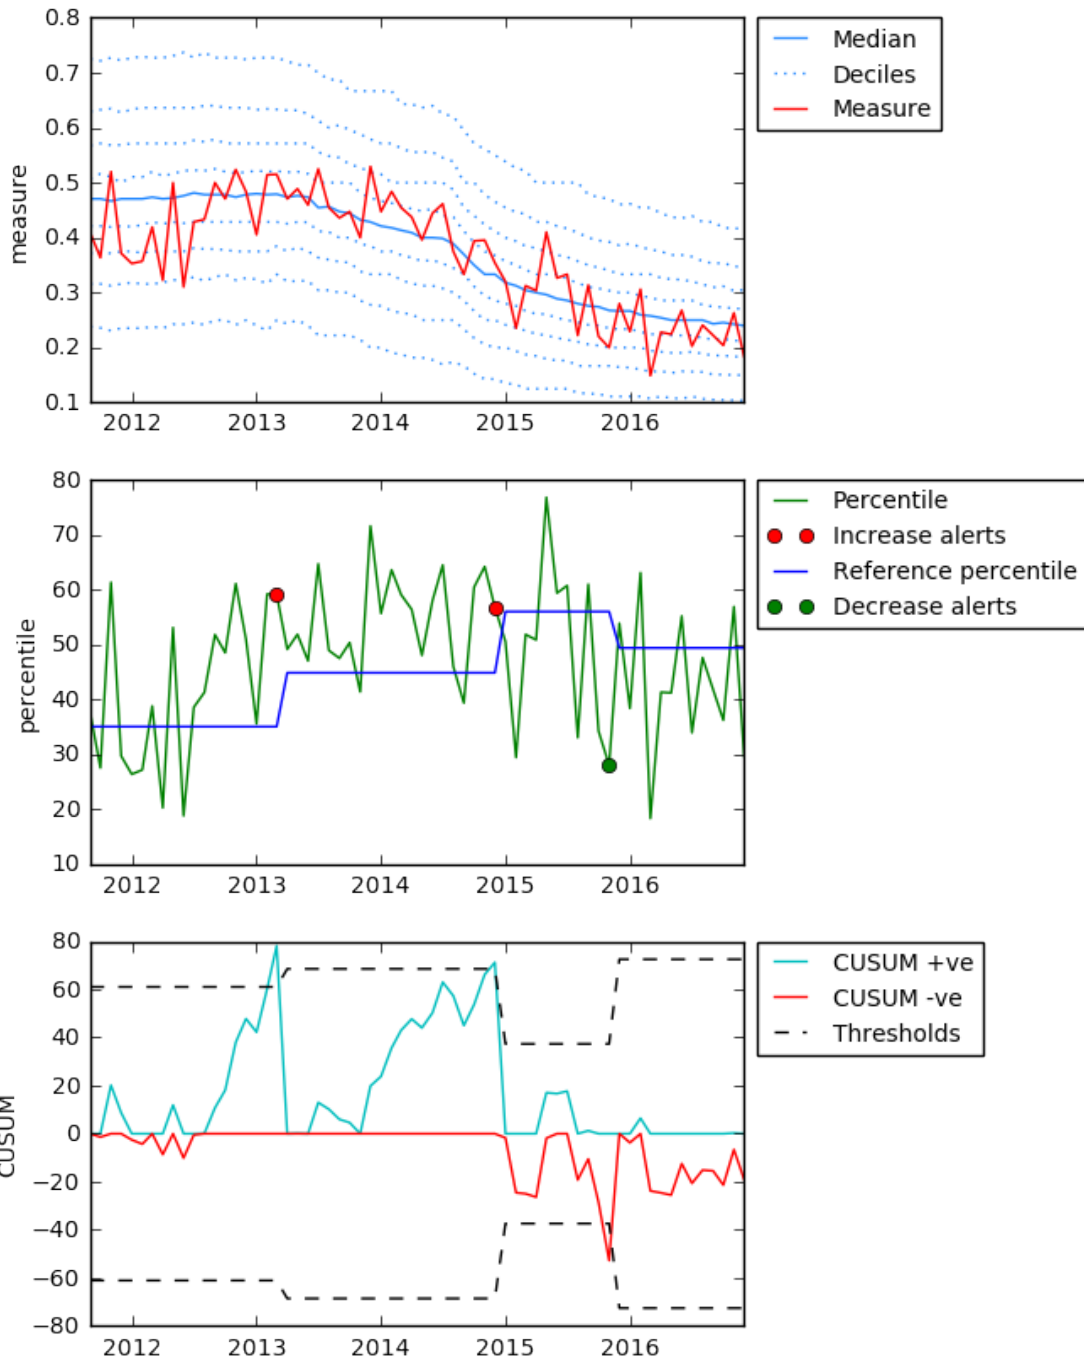 0.8
0.7
0.6
0.5
0.4
0.3
0.2
0.1
measure
2012 2013 2014 2015 2016
Median
Deciles
Measure
80
70
60
50
40
30
20
10
percentile
2012 2013 2014 2015 2016
Percentile
Increase alerts
Reference percentile
Decrease alerts
80
60
40
20
0
−20
−40
−60
−80
CUSUM
2012 2013 2014 2015 2016
CUSUM +ve
CUSUM -ve
Thresholds